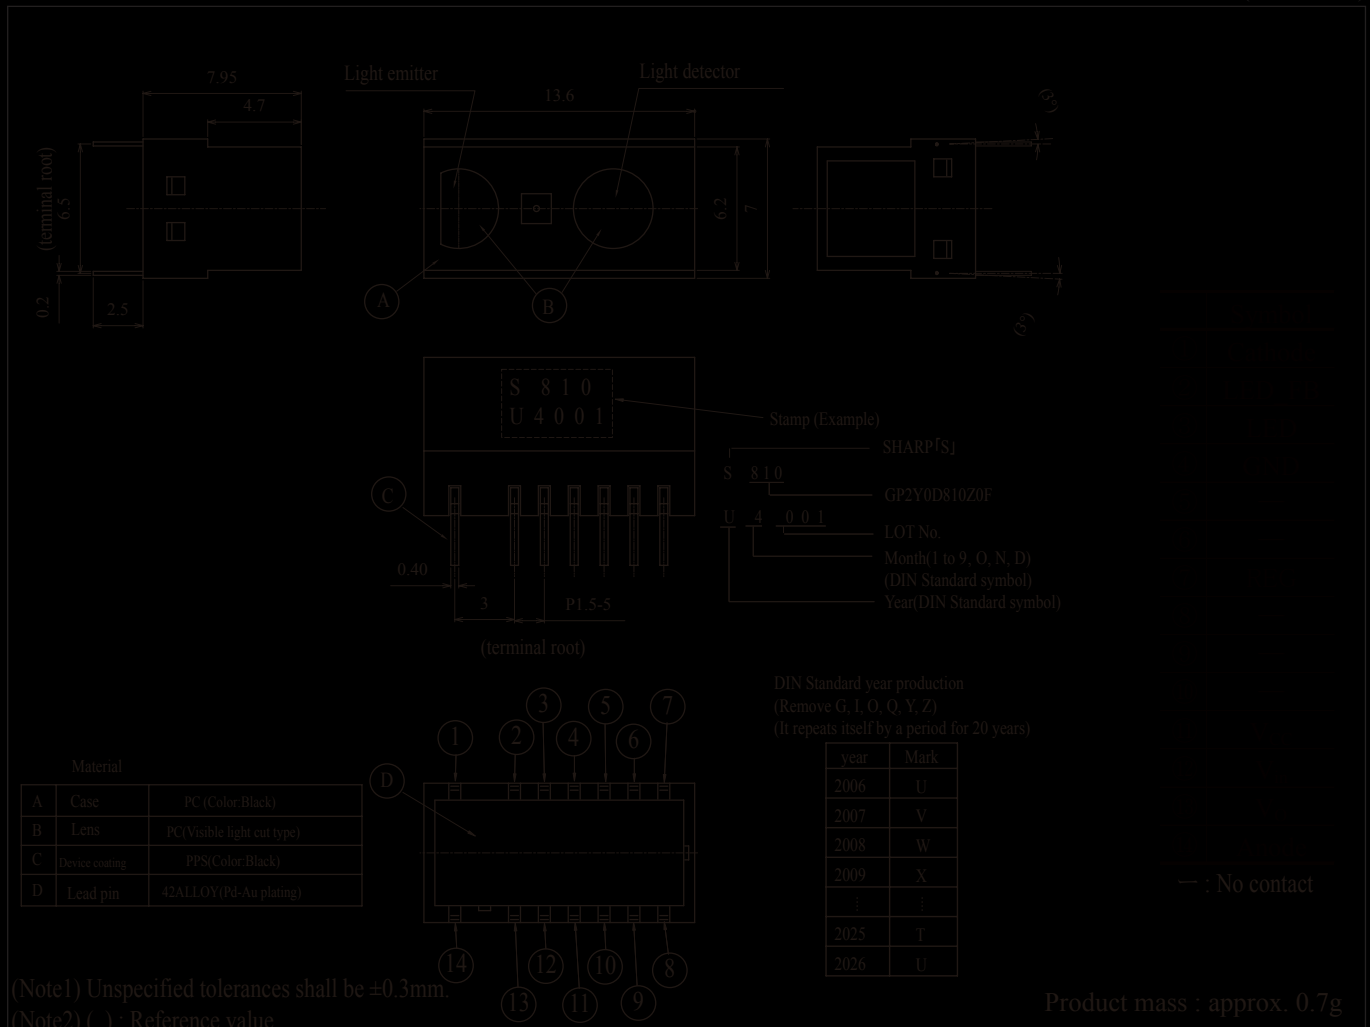 7.95
4.7
Light emitter
Light detector
13.6
(3°)
(terminal root)
6.5
6.2
7
0.2
2.5
A
B
(3°)
S 8 1 0
U 4 0 0 1
Stamp (Example)
SHARP「S」
S 8 1 0
C
GP2Y0D810Z0F
U 4 0 0 1
LOT No.
Month(1 to 9, O, N, D)
(DIN Standard symbol)
Year(DIN Standard symbol)
0.40
3
P1.5-5
(terminal root)
DIN Standard year production
(Remove G, I, O, Q, Y, Z)
(It repeats itself by a period for 20 years)
1 2 3 4 5 6 7
D
year Mark
2006 U
2007 V
2008 W
2009 X
⋮ ⋮
2025 T
2026 U
Material
A Case PC (Color:Black)
B Lens PC(Visible light cut type)
C Device coating PPS(Color:Black)
D Lead pin 42ALLOY(Pd-Au plating)
ー : No contact
14 13 12 11 10 9 8
(Note1) Unspecified tolerances shall be ±0.3mm.
(Note2) ( ) : Reference value
Product mass : approx. 0.7g